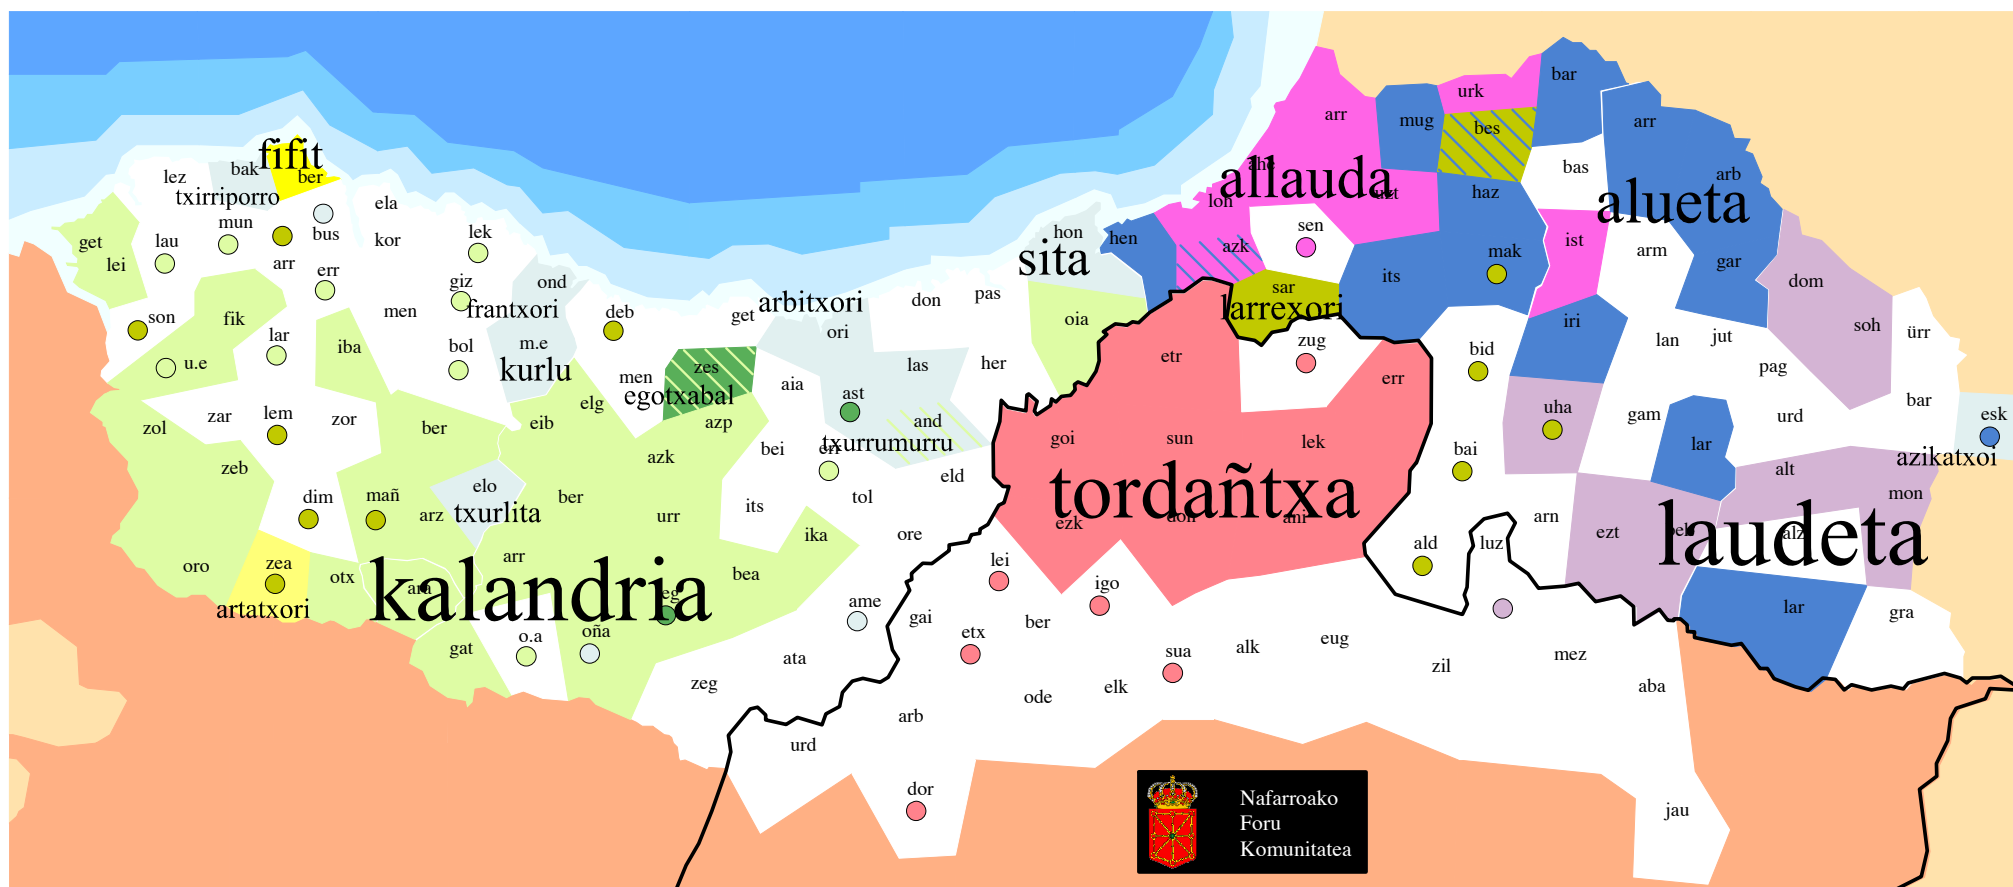 bar
urk
arr
mug
bes
arr
fifit
lez
bak
ber
ahe
allauda
bas
arb
txirriporro
ela
loh
uzt
haz
alueta
mun
bus
kor
lek
hon
hen
azk
sen
ist
get
lau
arr
lei
err
sita
its
mak
arm
gar
dom
giz
ond
frantxori
son
fik
men
deb
get
arbitxori
don
pas
sar
larrexori
oia
iri
soh
ürr
lar
iba
bol
m.e
ori
etr
zug
bid
lan
jut
u.e
kurlu
men
zes
egotxabal
las
her
err
pag
aia
ast
elg
zar
lem
zor
ber
eib
azp
and
txurrumurru
uha
gam
urd
bar
esk
zol
zeb
azk
bei
eri
goi
sun
lek
bai
lar
azikatxoi
alt
dim
mañ
elo
txurlita
ber
eld
tol
tordañtxa
mon
arz
urr
its
ika
ore
ezk
don
ani
arn
ezt
laudeta
alz
oro
zea
otx
arr
kalandria
bea
lei
igo
ald
luz
artatxori
ara
ame
gai
ber
lar
gra
gat
o.a
oña
etx
sua
alk
eug
zeg
ata
zil
mez
ode
elk
aba
arb
urd
dor
jau
Nafarroako
Foru
Komunitatea